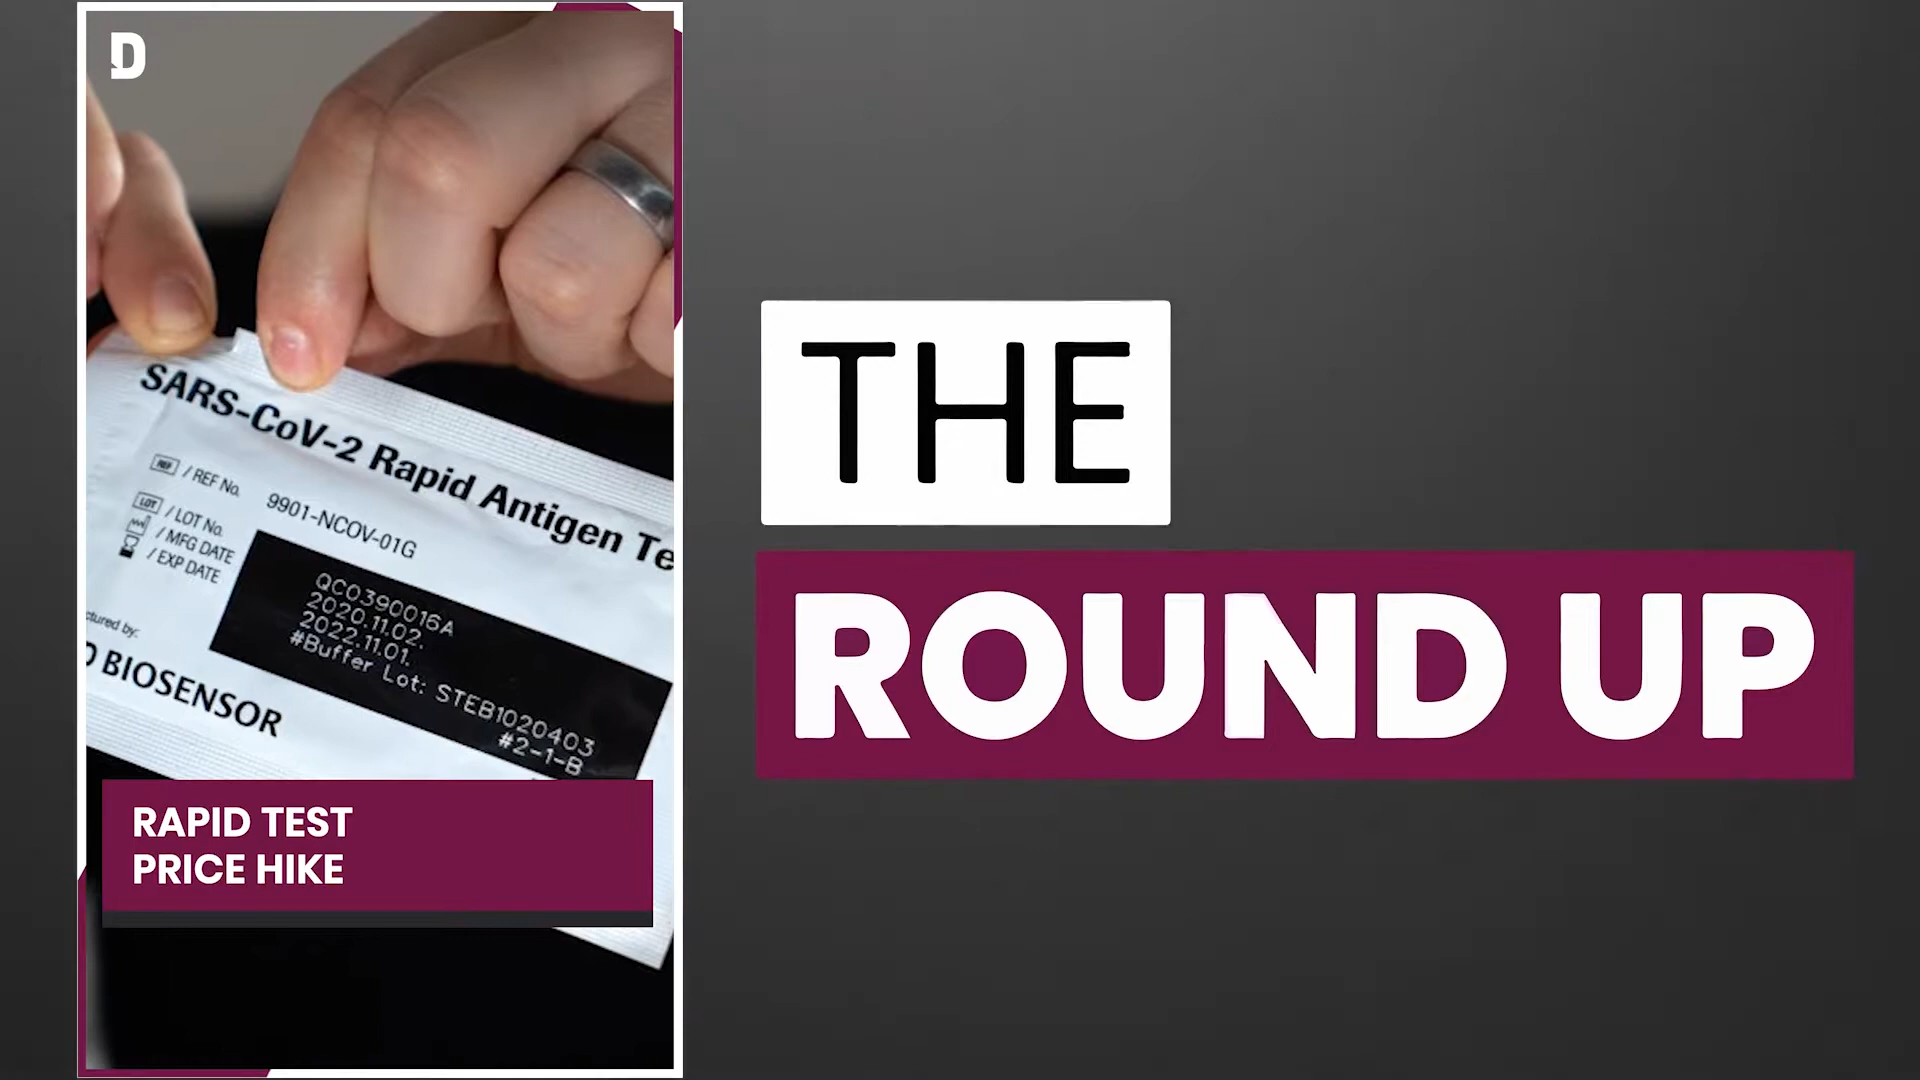 D
SARS-CoV-2 Rapid Antigen Te
REF / REF No. 9901-NCOV-01G
LOT / LOT No.
/ MFG DATE
/ EXP DATE
QC0390016A
2020.11.02.
2022.11.01.
#Buffer Lot: STEB1020403
#2-1-B
ctured by:
D BIOSENSOR
RAPID TEST
PRICE HIKE
THE
ROUND UP